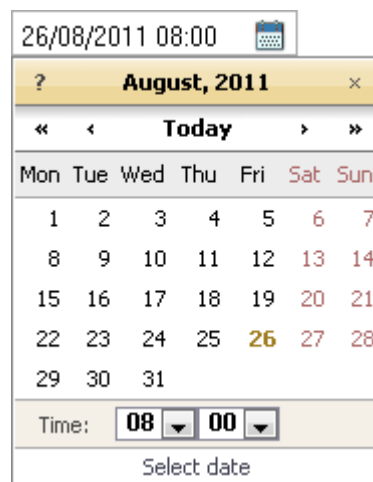 26/08/2011 08:00
? August, 2011 ×
« ‹ Today › »
Mon Tue Wed Thu Fri Sat Sun
1 2 3 4 5 6 7
8 9 10 11 12 13 14
15 16 17 18 19 20 21
22 23 24 25 26 27 28
29 30 31
Time: 08 00
Select date